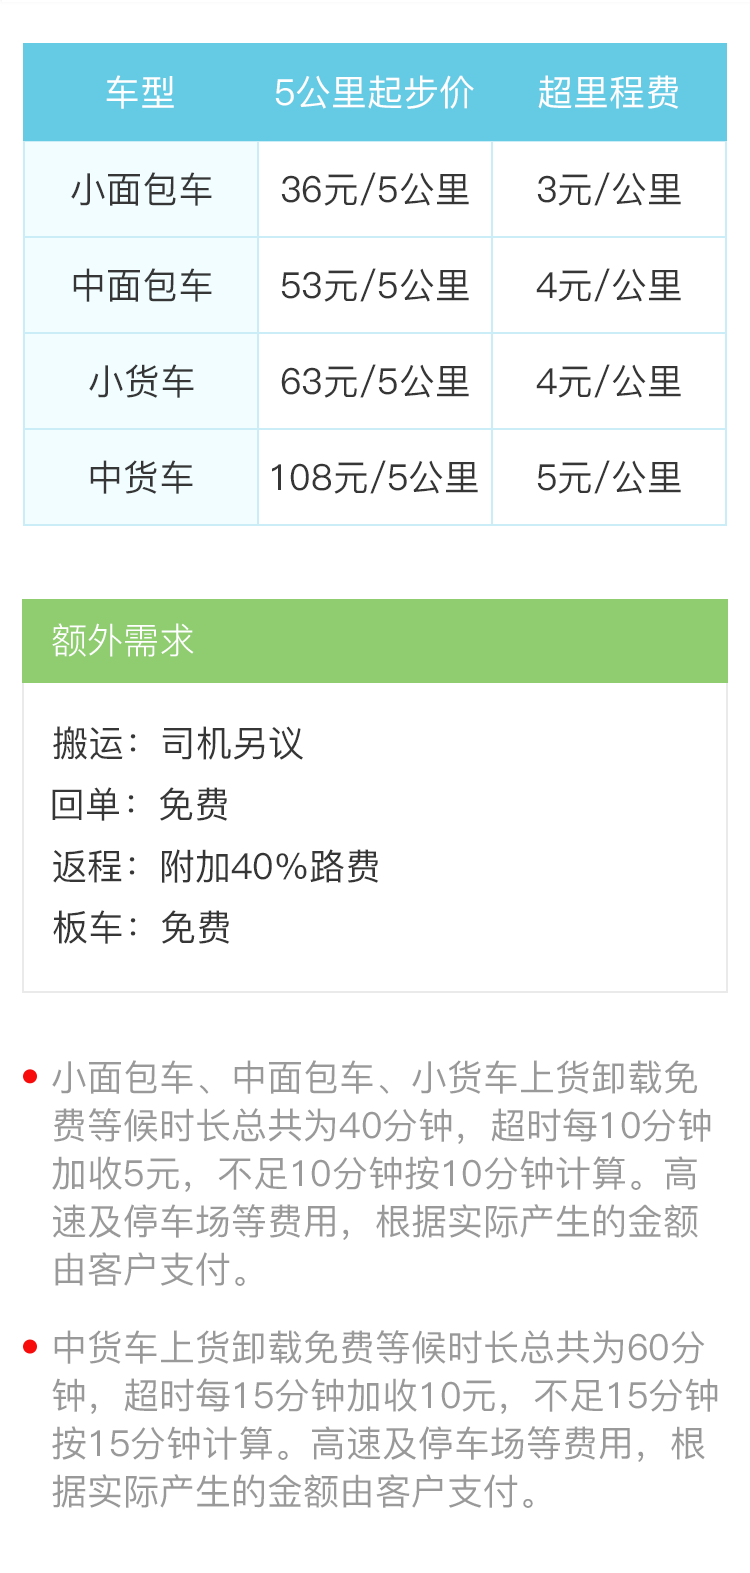 车型 5公里起步价 超里程费
小面包车 36元/5公里 3元/公里
中面包车 53元/5公里 4元/公里
小货车 63元/5公里 4元/公里
中货车 108元/5公里 5元/公里
额外需求
搬运：司机另议
回单：免费
返程：附加40%路费
板车：免费
小面包车、中面包车、小货车上货卸载免
费等候时长总共为40分钟，超时每10分钟
加收5元，不足10分钟按10分钟计算。高
速及停车场等费用，根据实际产生的金额
由客户支付。
中货车上货卸载免费等候时长总共为60分
钟，超时每15分钟加收10元，不足15分钟
按15分钟计算。高速及停车场等费用，根
据实际产生的金额由客户支付。